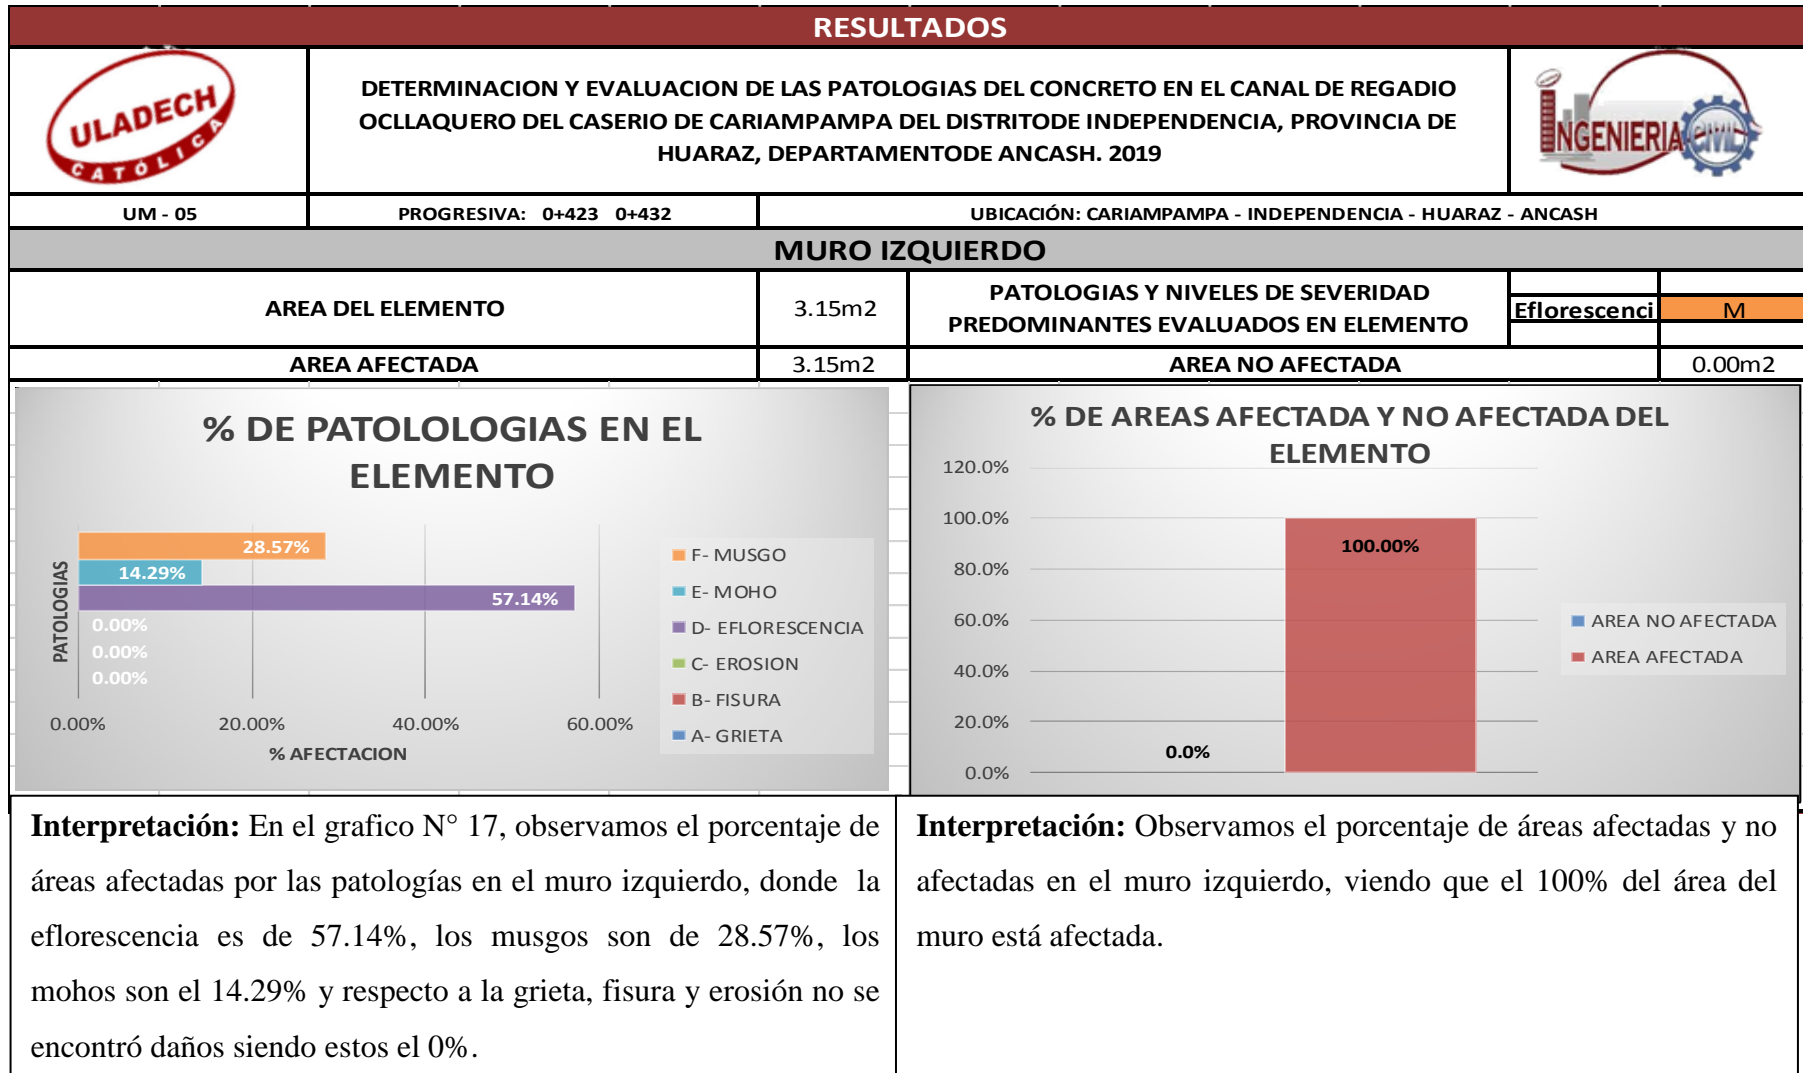 RESULTADOS
ULADECH
CATÓLICA
DETERMINACION Y EVALUACION DE LAS PATOLOGIAS DEL CONCRETO EN EL CANAL DE REGADIO
OCLLAQUERO DEL CASERIO DE CARIAMPAMPA DEL DISTRITODE INDEPENDENCIA, PROVINCIA DE
HUARAZ, DEPARTAMENTODE ANCASH. 2019
INGENIERIA CIVIL
UM - 05
PROGRESIVA: 0+423 0+432
UBICACIÓN: CARIAMPAMPA - INDEPENDENCIA - HUARAZ - ANCASH
MURO IZQUIERDO
AREA DEL ELEMENTO
3.15m2
PATOLOGIAS Y NIVELES DE SEVERIDAD
PREDOMINANTES EVALUADOS EN ELEMENTO
Eflorescenci
M
AREA AFECTADA
3.15m2
AREA NO AFECTADA
0.00m2
% DE PATOLOLOGIAS EN EL
ELEMENTO
PATOLOGIAS
28.57%
14.29%
57.14%
0.00%
0.00%
0.00%
0.00% 20.00% 40.00% 60.00%
% AFECTACION
F- MUSGO
E- MOHO
D- EFLORESCENCIA
C- EROSION
B- FISURA
A- GRIETA
% DE AREAS AFECTADA Y NO AFECTADA DEL
ELEMENTO
120.0%
100.0%
80.0%
60.0%
40.0%
20.0%
0.0%
0.0%
100.00%
AREA NO AFECTADA
AREA AFECTADA
Interpretación: En el grafico N° 17, observamos el porcentaje de
áreas afectadas por las patologías en el muro izquierdo, donde la
eflorescencia es de 57.14%, los musgos son de 28.57%, los
mohos son el 14.29% y respecto a la grieta, fisura y erosión no se
encontró daños siendo estos el 0%.
Interpretación: Observamos el porcentaje de áreas afectadas y no
afectadas en el muro izquierdo, viendo que el 100% del área del
muro está afectada.